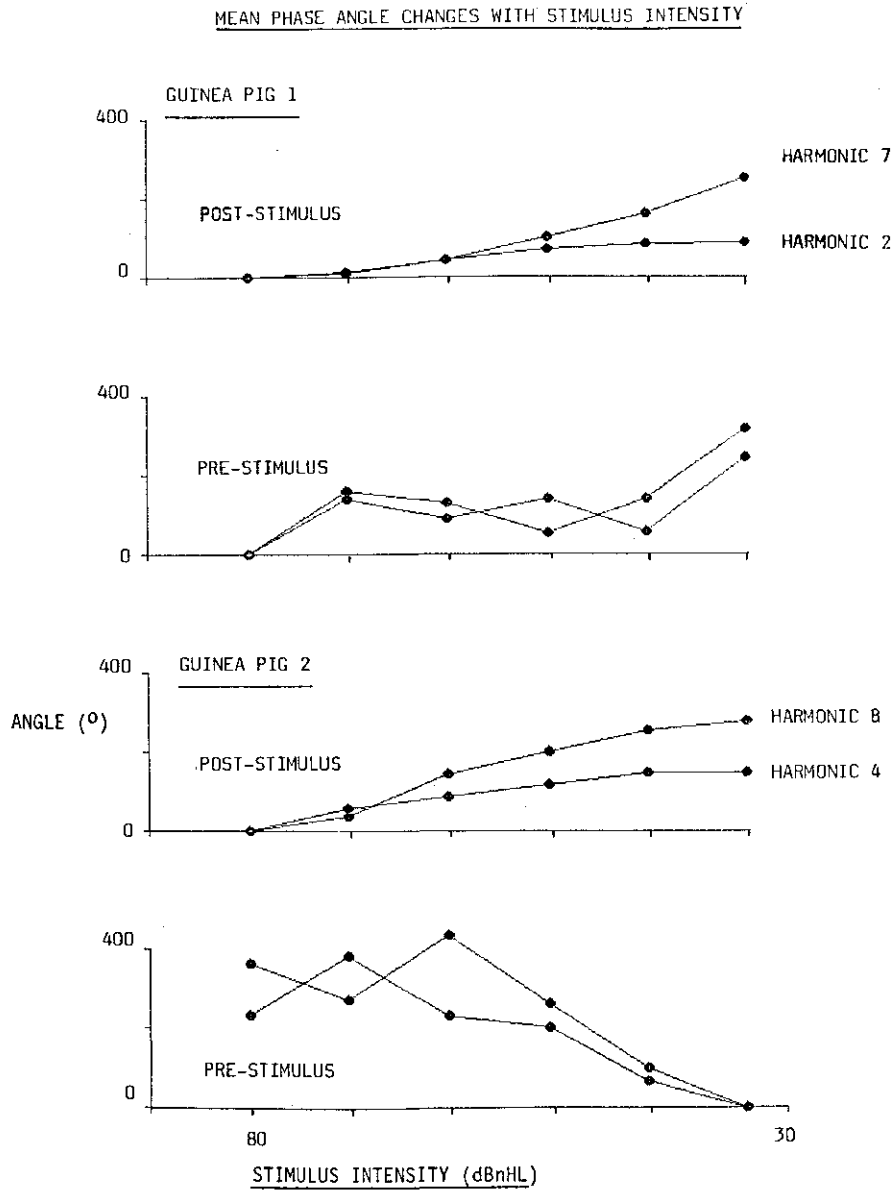 MEAN PHASE ANGLE CHANGES WITH STIMULUS INTENSITY
GUINEA PIG 1
400
HARMONIC 7
POST-STIMULUS
HARMONIC 2
0
400
PRE-STIMULUS
0
400
GUINEA PIG 2
ANGLE (º)
HARMONIC 8
POST-STIMULUS
HARMONIC 4
0
400
PRE-STIMULUS
0
80
30
STIMULUS INTENSITY (dBnHL)